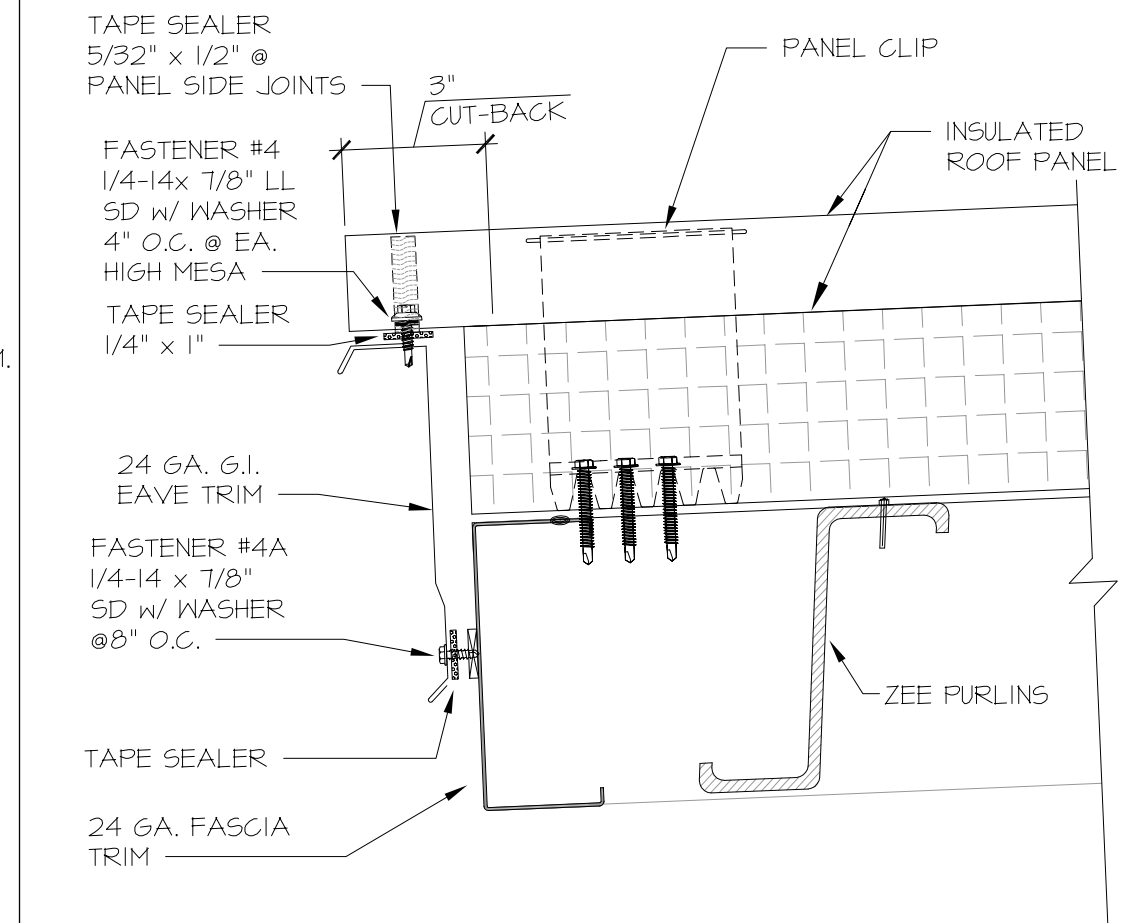 TAPE SEALER
5/32" x 1/2" @
PANEL SIDE JOINTS
3"
CUT-BACK
PANEL CLIP
INSULATED
ROOF PANEL
FASTENER #4
1/4-14x 7/8" LL
SD w/ WASHER
4" O.C. @ EA.
HIGH MESA
TAPE SEALER
1/4" x 1"
M.
24 GA. G.I.
EAVE TRIM
FASTENER #4A
1/4-14 x 7/8"
SD w/ WASHER
@8" O.C.
ZEE PURLINS
TAPE SEALER
24 GA. FASCIA
TRIM